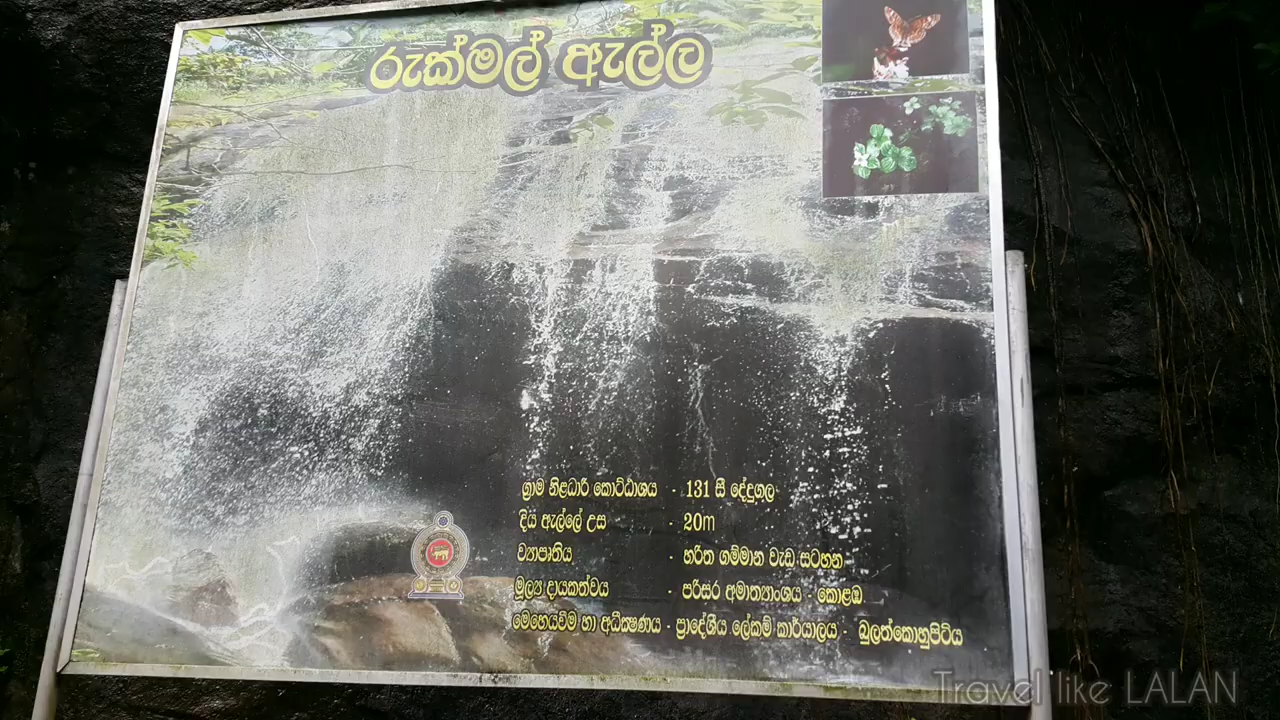 රුක්මල් ඇල්ල
ග්‍රාම නිළධාරී කොට්ඨාශය - 131 සී දේදුගල
දිය ඇල්ලේ උස - 20m
ව්‍යාපෘතිය - හරිත ගම්මාන වැඩ සටහන
මූල්‍ය දායකත්වය - පරිසර අමාත්‍යාංශය - කොළඹ
මෙහෙයවීම හා අධීක්ෂණය - ප්‍රාදේශීය ලේකම් කාර්යාලය - බුලත්කොහුපිටිය
Travel like LALAN